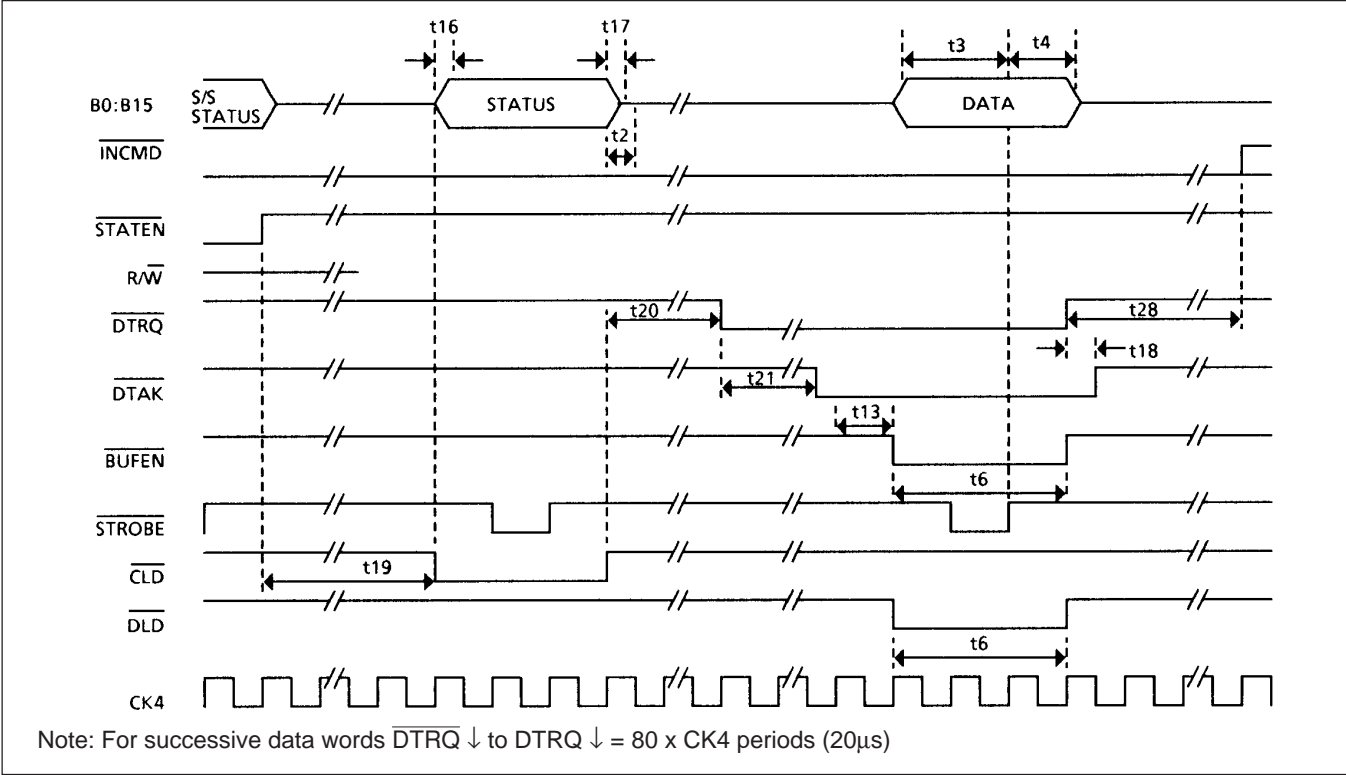 t16 t17 t3 t4
B0:B15 S/S STATUS STATUS DATA
t2
INCMD
STATEN
R/W
DTRQ t20 t28
t18
DTAK t21
t13
BUFEN t6
STROBE
CLD t19
DLD
t6
CK4
Note: For successive data words DTRQ ↓ to DTRQ ↓ = 80 x CK4 periods (20µs)